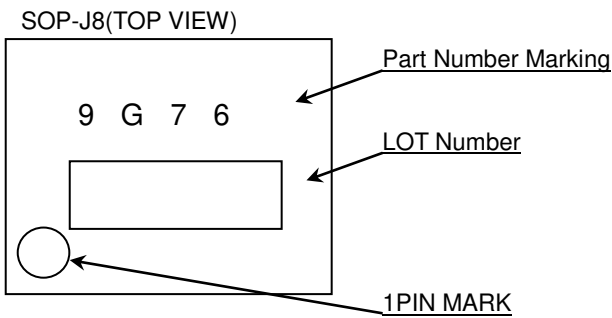 SOP-J8(TOP VIEW)
Part Number Marking
9 G 7 6
LOT Number
1PIN MARK